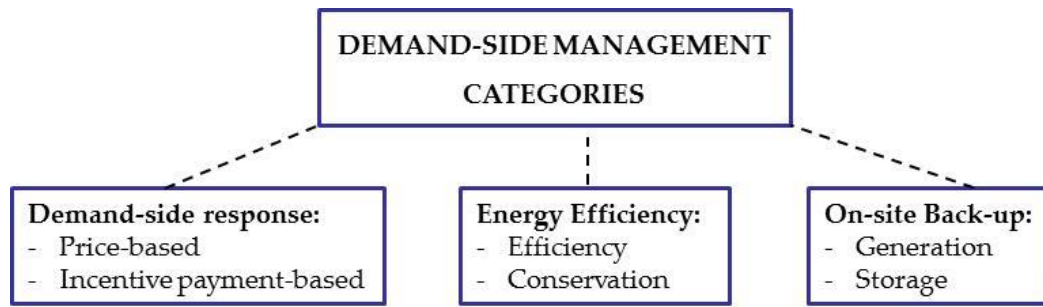 DEMAND-SIDE MANAGEMENT
CATEGORIES
Demand-side response:
- Price-based
- Incentive payment-based
Energy Efficiency:
- Efficiency
- Conservation
On-site Back-up:
- Generation
- Storage